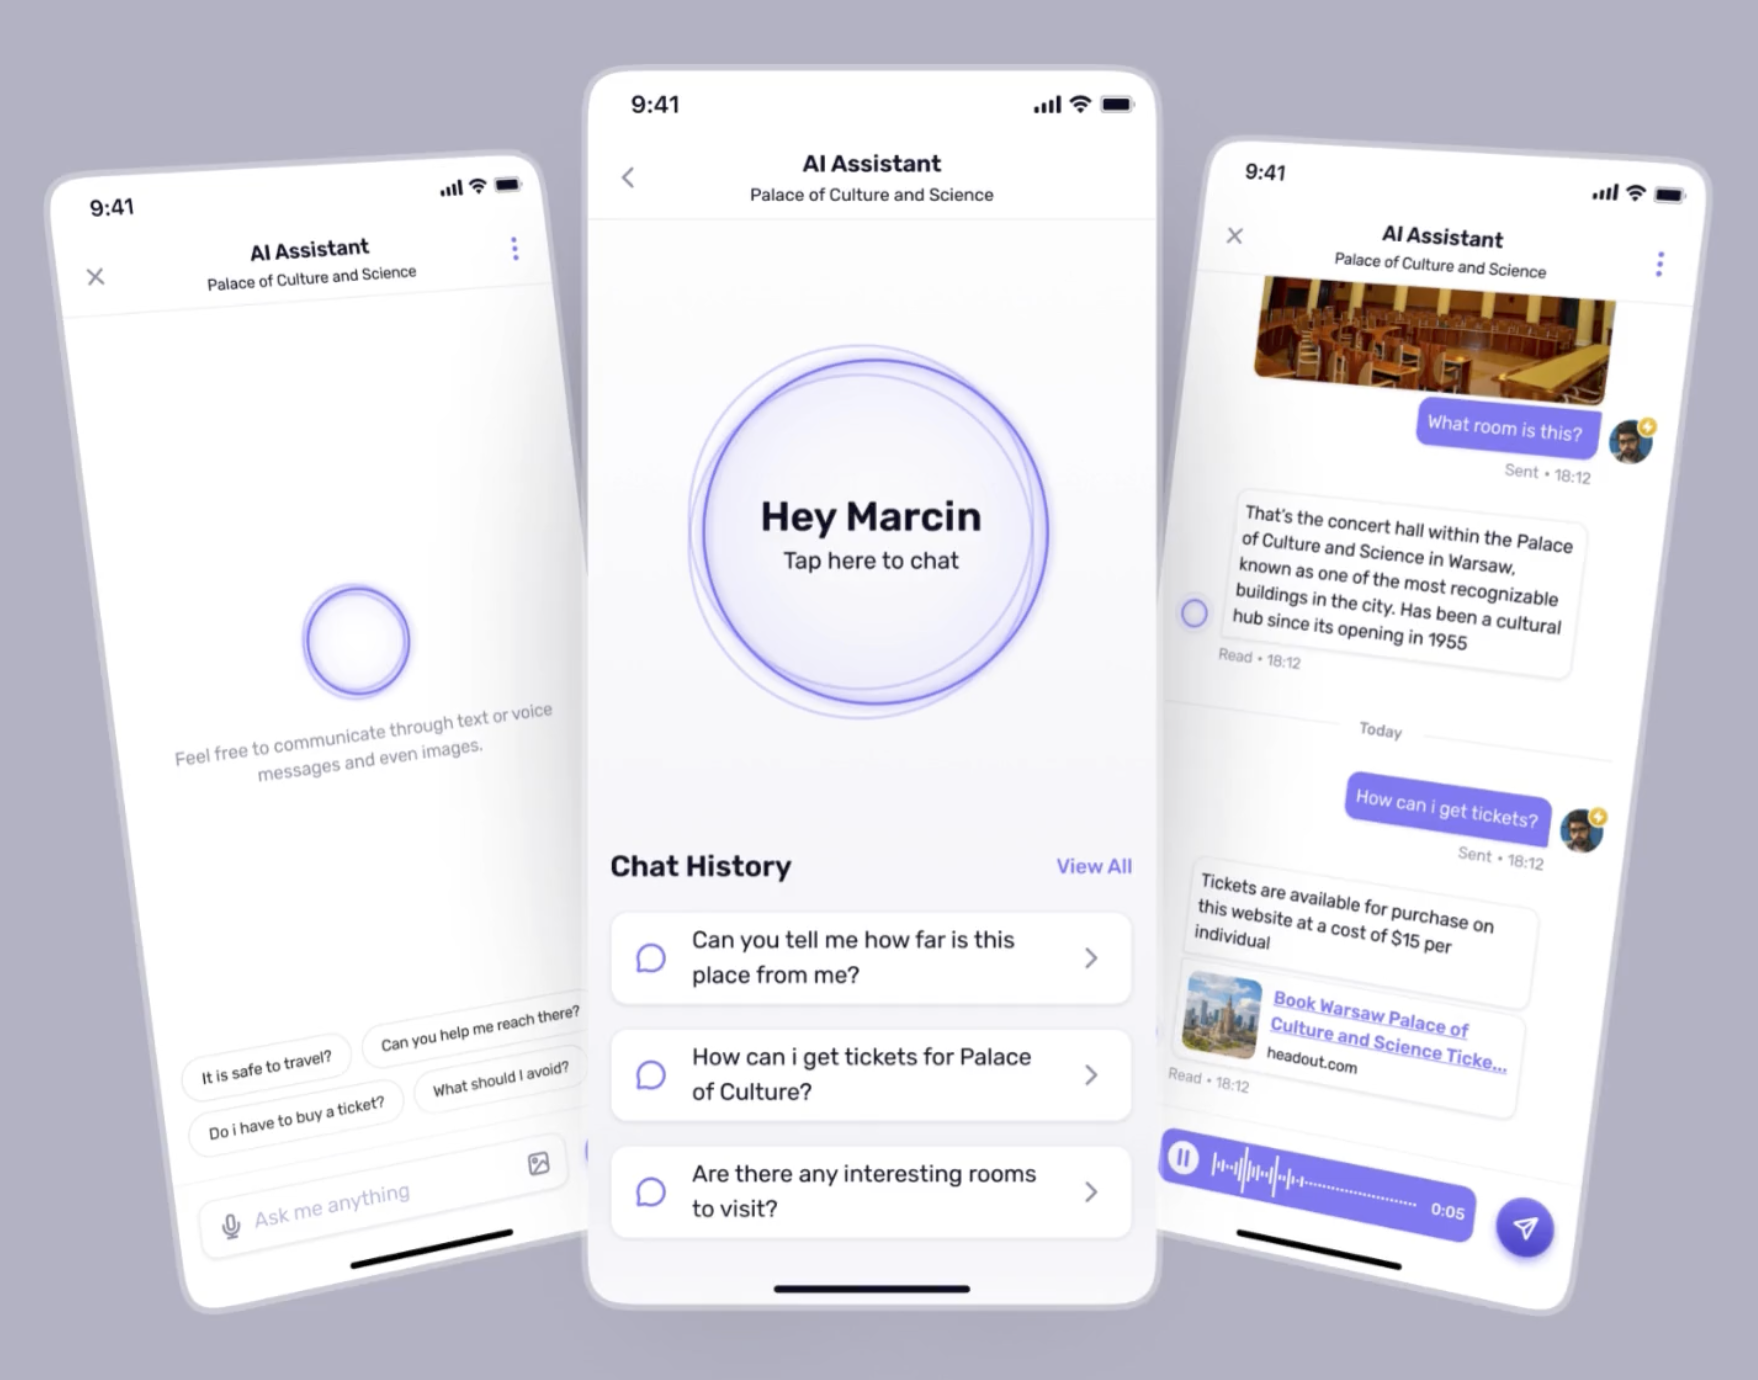 9:41
AI Assistant
Palace of Culture and Science
Feel free to communicate through text or voice
messages and even images.
It is safe to travel?
Can you help me reach there?
Do i have to buy a ticket?
What should I avoid?
Ask me anything
9:41
AI Assistant
Palace of Culture and Science
Hey Marcin
Tap here to chat
Chat History
View All
Can you tell me how far is this
place from me?
How can i get tickets for Palace
of Culture?
Are there any interesting rooms
to visit?
9:41
AI Assistant
Palace of Culture and Science
What room is this?
Sent • 18:12
That's the concert hall within the Palace
of Culture and Science in Warsaw,
known as one of the most recognizable
buildings in the city. Has been a cultural
hub since its opening in 1955
Read • 18:12
Today
How can i get tickets?
Sent • 18:12
Tickets are available for purchase on
this website at a cost of $15 per
individual
Book Warsaw Palace of
Culture and Science Ticke...
headout.com
Read • 18:12
0:05